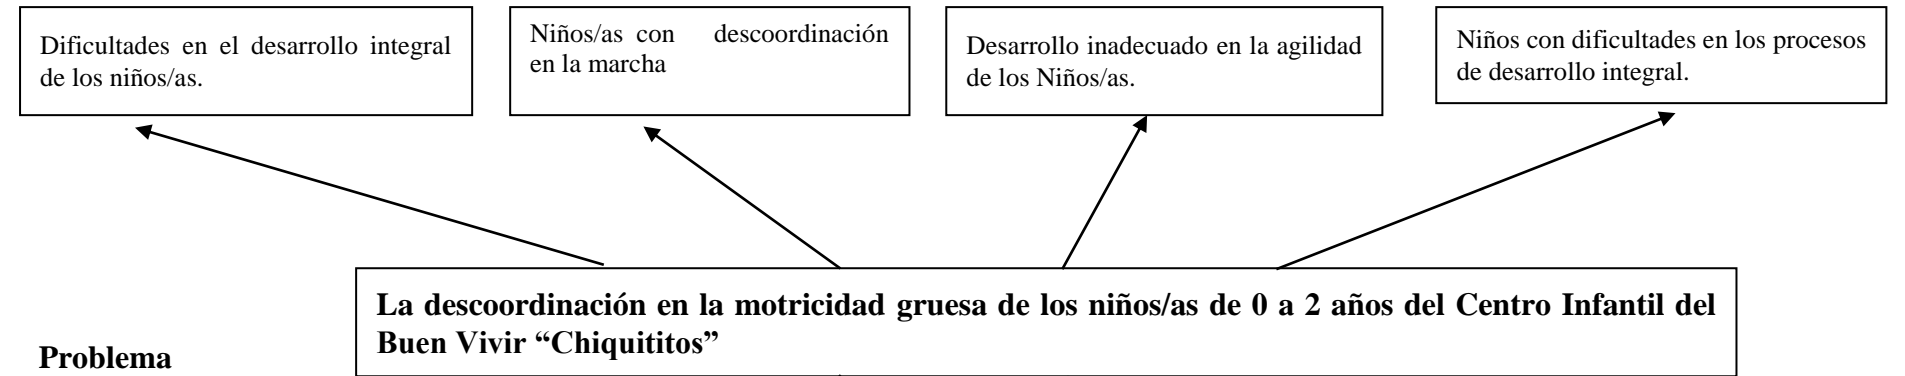 Dificultades en el desarrollo integral
de los niños/as.
Niños/as con descoordinación
en la marcha
Desarrollo inadecuado en la agilidad
de los Niños/as.
Niños con dificultades en los procesos
de desarrollo integral.
La descoordinación en la motricidad gruesa de los niños/as de 0 a 2 años del Centro Infantil del
Buen Vivir “Chiquititos”
Problema